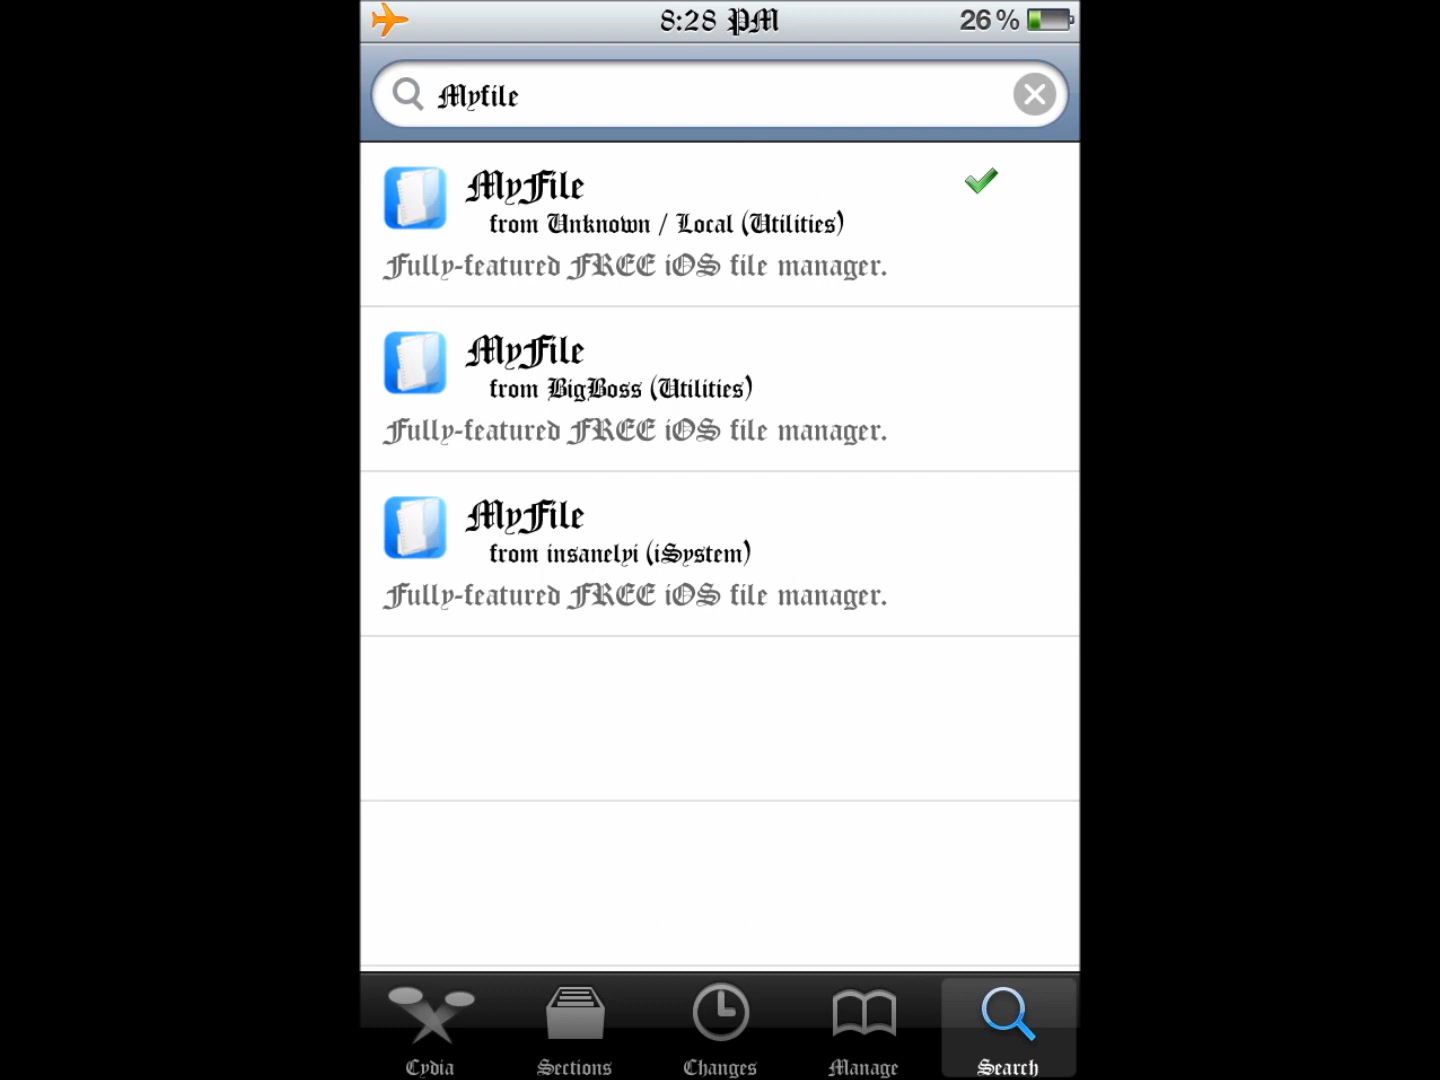 8:28 PM
26 %
Myfile
MyFile
from Unknown / Local (Utilities)
Fully-featured FREE iOS file manager.
MyFile
from BigBoss (Utilities)
Fully-featured FREE iOS file manager.
MyFile
from insanelyi (iSystem)
Fully-featured FREE iOS file manager.
Cydia
Sections
Changes
Manage
Search